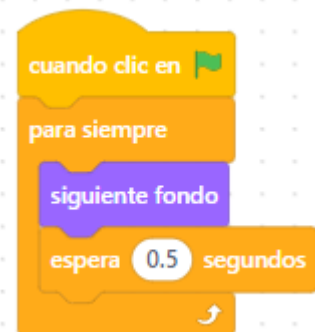 cuando clic en
para siempre
siguiente fondo
espera 0.5 segundos